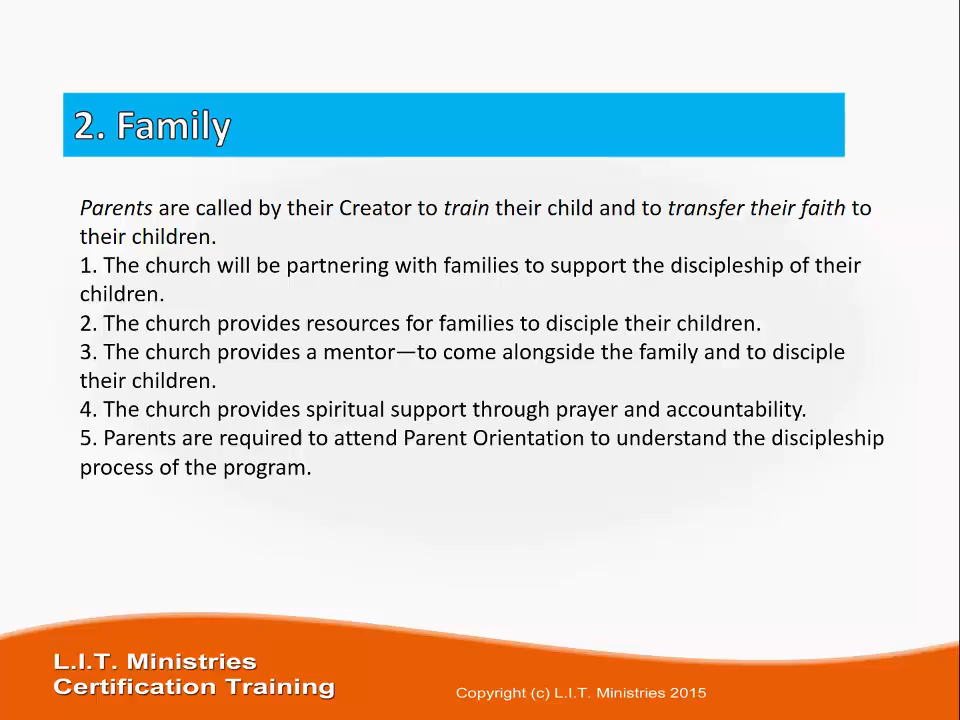 2. Family
Parents are called by their Creator to train their child and to transfer their faith to
their children.
1. The church will be partnering with families to support the discipleship of their
children.
2. The church provides resources for families to disciple their children.
3. The church provides a mentor—to come alongside the family and to disciple
their children.
4. The church provides spiritual support through prayer and accountability.
5. Parents are required to attend Parent Orientation to understand the discipleship
process of the program.
L.I.T. Ministries
Certification Training
Copyright (c) L.I.T. Ministries 2015